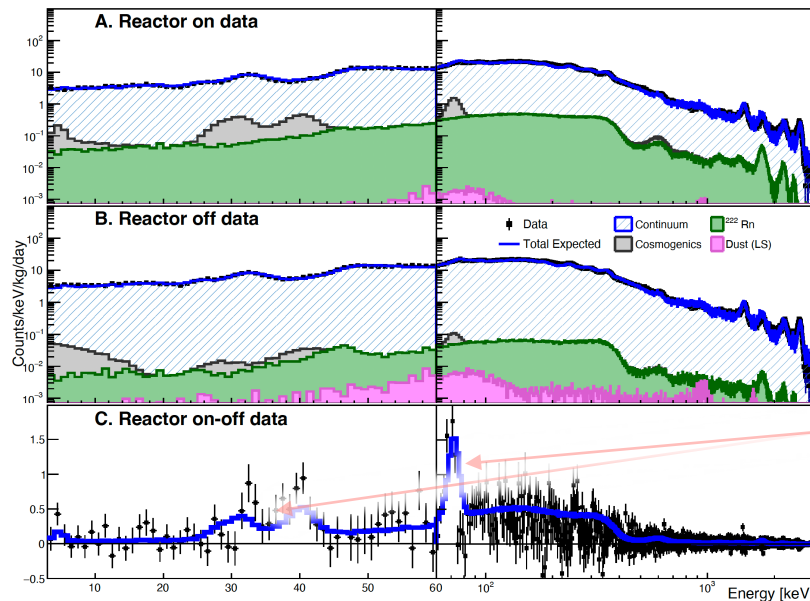 A. Reactor on data
10²
10
1
10⁻¹
10⁻²
10⁻³
B. Reactor off data
Data
Continuum
²²²Rn
Total Expected
Cosmogenics
Dust (LS)
10²
10
1
10⁻¹
10⁻²
10⁻³
Counts/keV/kg/day
C. Reactor on-off data
1.5
1
0.5
0
−0.5
10 20 30 40 50 60 10² 10³
Energy [keV